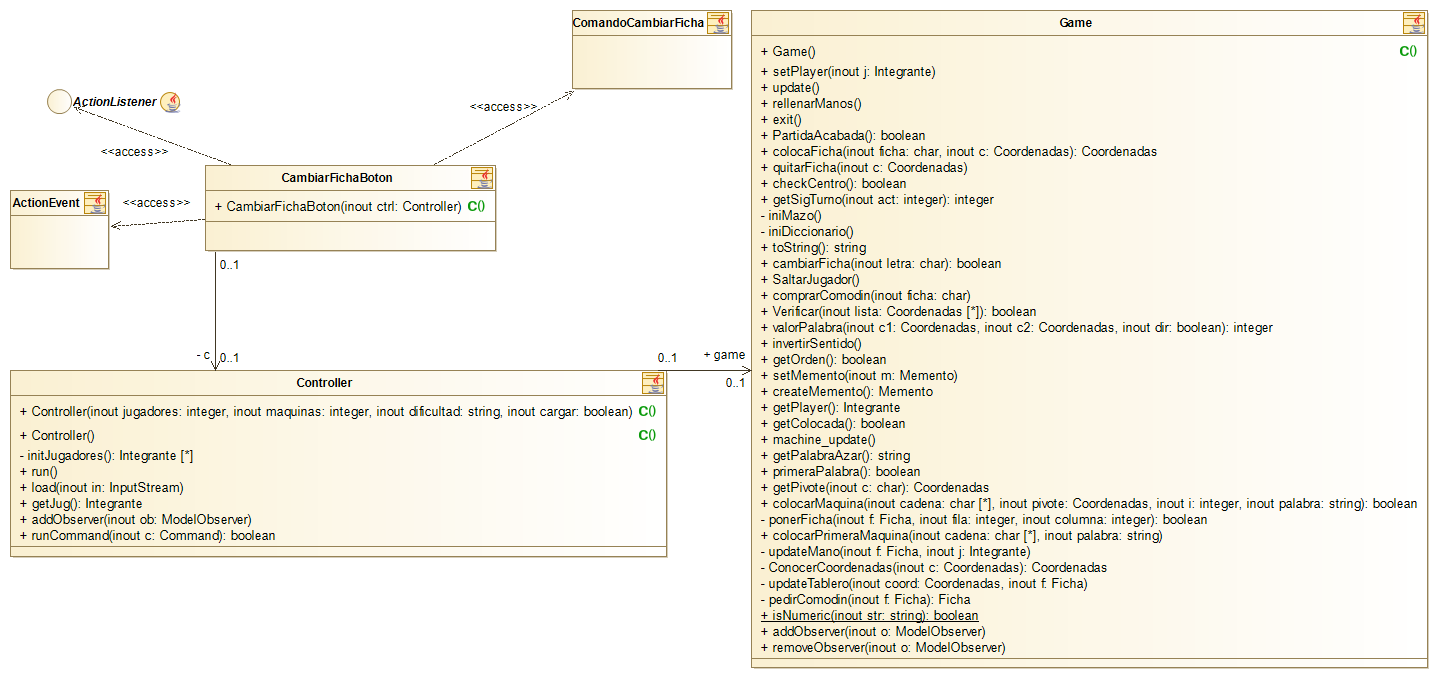 ComandoCambiarFicha
ActionListener
<<access>>
<<access>>
CambiarFichaBoton
+ CambiarFichaBoton(inout ctrl: Controller) C()
ActionEvent
<<access>>
0..1
- c
0..1
Controller
+ Controller(inout jugadores: integer, inout maquinas: integer, inout dificultad: string, inout cargar: boolean) C()
+ Controller() C()
- initJugadores(): Integrante [*]
+ run()
+ load(inout in: InputStream)
+ getJug(): Integrante
+ addObserver(inout ob: ModelObserver)
+ runCommand(inout c: Command): boolean
0..1
+ game
0..1
Game
+ Game() C()
+ setPlayer(inout j: Integrante)
+ update()
+ rellenarManos()
+ exit()
+ PartidaAcabada(): boolean
+ colocaFicha(inout ficha: char, inout c: Coordenadas): Coordenadas
+ quitarFicha(inout c: Coordenadas)
+ checkCentro(): boolean
+ getSigTurno(inout act: integer): integer
- iniMazo()
- iniDiccionario()
+ toString(): string
+ cambiarFicha(inout letra: char): boolean
+ SaltarJugador()
+ comprarComodin(inout ficha: char)
+ Verificar(inout lista: Coordenadas [*]): boolean
+ valorPalabra(inout c1: Coordenadas, inout c2: Coordenadas, inout dir: boolean): integer
+ invertirSentido()
+ getOrden(): boolean
+ setMemento(inout m: Memento)
+ createMemento(): Memento
+ getPlayer(): Integrante
+ getColocada(): boolean
+ machine_update()
+ getPalabraAzar(): string
+ primeraPalabra(): boolean
+ getPivote(inout c: char): Coordenadas
+ colocarMaquina(inout cadena: char [*], inout pivote: Coordenadas, inout i: integer, inout palabra: string): boolean
- ponerFicha(inout f: Ficha, inout fila: integer, inout columna: integer): boolean
+ colocarPrimeraMaquina(inout cadena: char [*], inout palabra: string)
- updateMano(inout f: Ficha, inout j: Integrante)
- ConocerCoordenadas(inout c: Coordenadas): Coordenadas
- updateTablero(inout coord: Coordenadas, inout f: Ficha)
- pedirComodin(inout f: Ficha): Ficha
+ isNumeric(inout str: string): boolean
+ addObserver(inout o: ModelObserver)
+ removeObserver(inout o: ModelObserver)